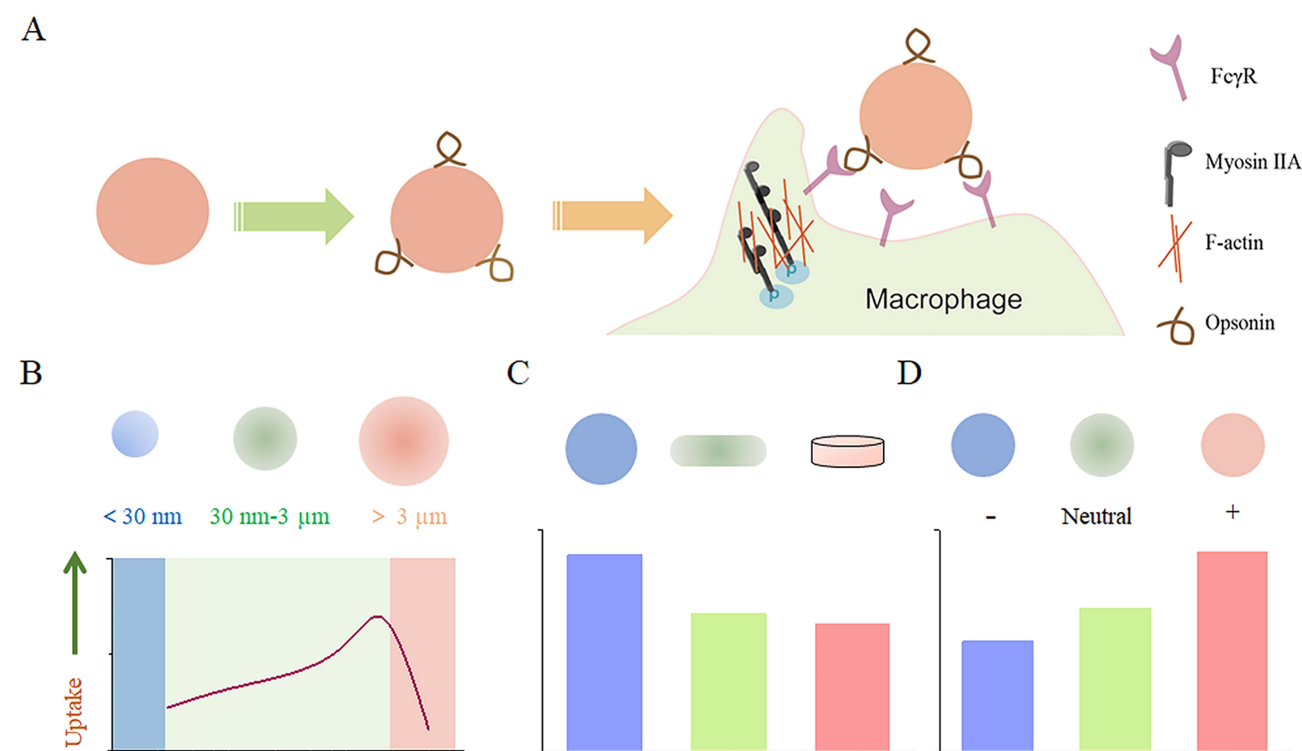 A
FcγR
Myosin IIA
F-actin
Opsonin
p
p
Macrophage
B
C
D
< 30 nm
30 nm-3 μm
> 3 μm
-
Neutral
+
Uptake